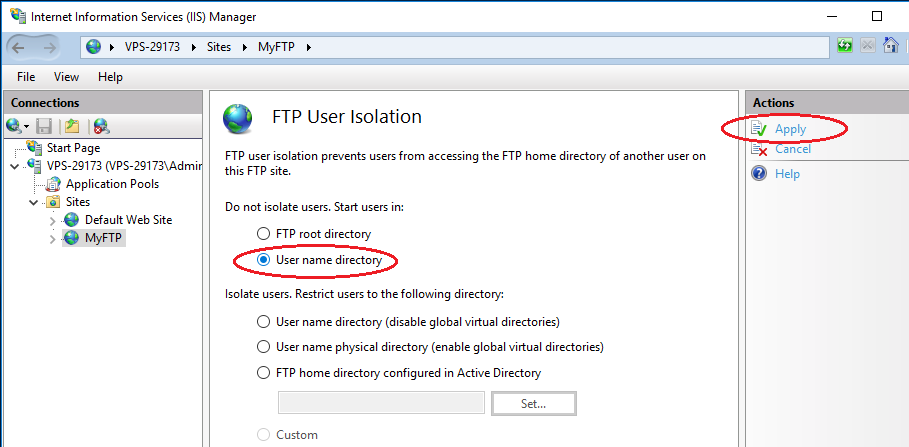 Internet Information Services (IIS) Manager
VPS-29173 Sites MyFTP
File View Help
Connections
Start Page
VPS-29173 (VPS-29173\Admir
Application Pools
Sites
Default Web Site
MyFTP
FTP User Isolation
FTP user isolation prevents users from accessing the FTP home directory of another user on
this FTP site.
Do not isolate users. Start users in:
FTP root directory
User name directory
Isolate users. Restrict users to the following directory:
User name directory (disable global virtual directories)
User name physical directory (enable global virtual directories)
FTP home directory configured in Active Directory
Set...
Custom
Actions
Apply
Cancel
Help